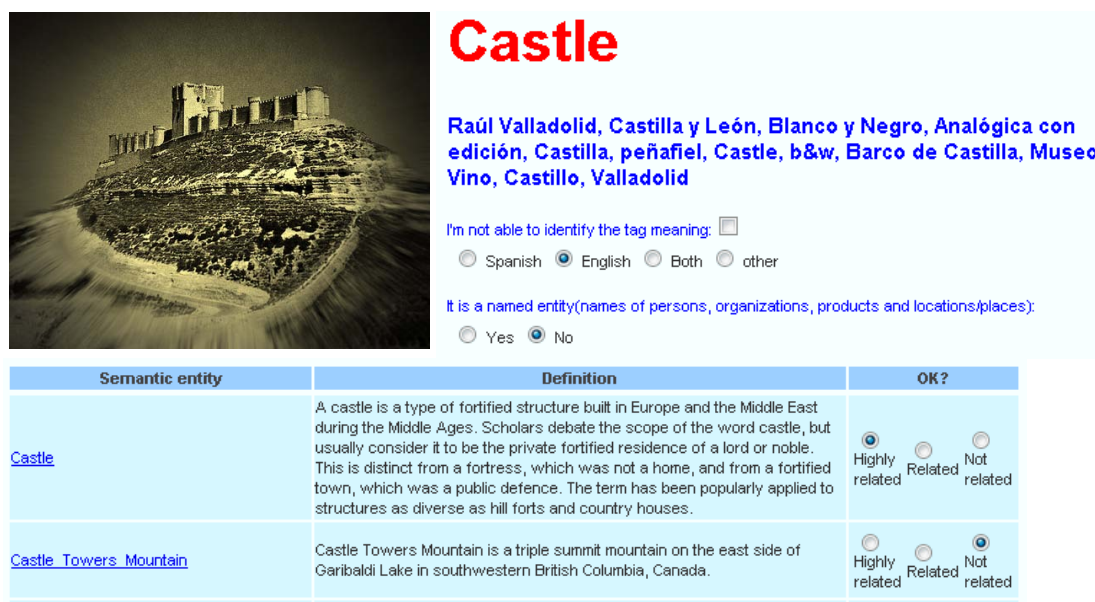 Castle
Raúl Valladolid, Castilla y León, Blanco y Negro, Analógica con
edición, Castilla, peñafiel, Castle, b&w, Barco de Castilla, Museo
Vino, Castillo, Valladolid
I'm not able to identify the tag meaning:
Spanish English Both other
It is a named entity(names of persons, organizations, products and locations/places):
Yes No
Semantic entity Definition OK?
Castle
A castle is a type of fortified structure built in Europe and the Middle East
during the Middle Ages. Scholars debate the scope of the word castle, but
usually consider it to be the private fortified residence of a lord or noble.
This is distinct from a fortress, which was not a home, and from a fortified
town, which was a public defence. The term has been popularly applied to
structures as diverse as hill forts and country houses.
Highly related Related Not related
Castle_Towers_Mountain
Castle Towers Mountain is a triple summit mountain on the east side of
Garibaldi Lake in southwestern British Columbia, Canada.
Highly related Related Not related